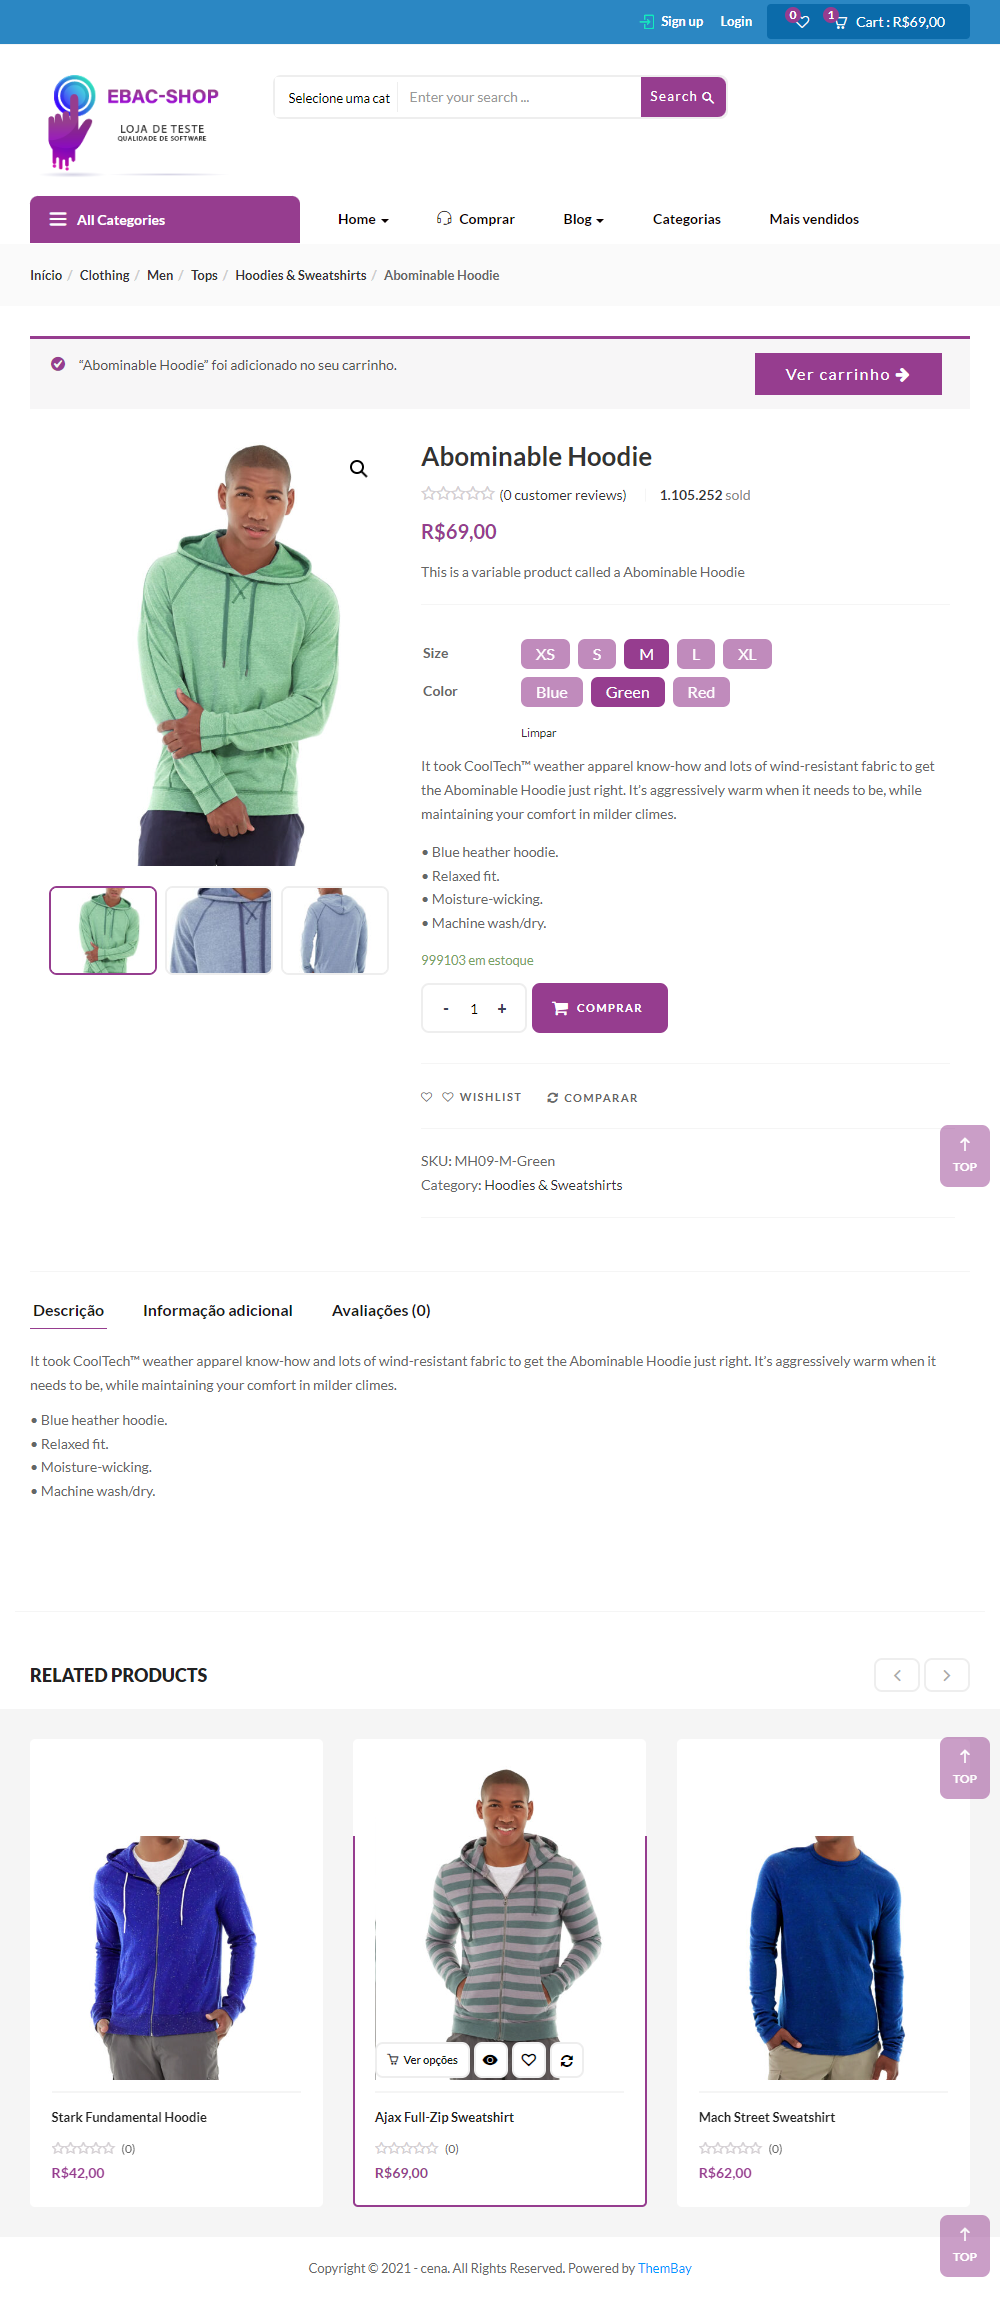 Sign up Login 0 1 Cart : R$69,00
EBAC-SHOP
LOJA DE TESTE
QUALIDADE DE SOFTWARE
Selecione uma cat Enter your search ... Search
All Categories Home Comprar Blog Categorias Mais vendidos
Início / Clothing / Men / Tops / Hoodies & Sweatshirts / Abominable Hoodie
“Abominable Hoodie” foi adicionado no seu carrinho. Ver carrinho
Abominable Hoodie
(0 customer reviews) 1.105.252 sold
R$69,00
This is a variable product called a Abominable Hoodie
Size XS S M L XL
Color Blue Green Red
Limpar
It took CoolTech™ weather apparel know-how and lots of wind-resistant fabric to get
the Abominable Hoodie just right. It’s aggressively warm when it needs to be, while
maintaining your comfort in milder climes.
• Blue heather hoodie.
• Relaxed fit.
• Moisture-wicking.
• Machine wash/dry.
999103 em estoque
- 1 + COMPRAR
WISHLIST COMPARAR
TOP
SKU: MH09-M-Green
Category: Hoodies & Sweatshirts
Descrição Informação adicional Avaliações (0)
It took CoolTech™ weather apparel know-how and lots of wind-resistant fabric to get the Abominable Hoodie just right. It’s aggressively warm when it
needs to be, while maintaining your comfort in milder climes.
• Blue heather hoodie.
• Relaxed fit.
• Moisture-wicking.
• Machine wash/dry.
RELATED PRODUCTS
TOP
Ver opções
Stark Fundamental Hoodie Ajax Full-Zip Sweatshirt Mach Street Sweatshirt
(0) (0) (0)
R$42,00 R$69,00 R$62,00
TOP
Copyright © 2021 - cena. All Rights Reserved. Powered by ThemBay